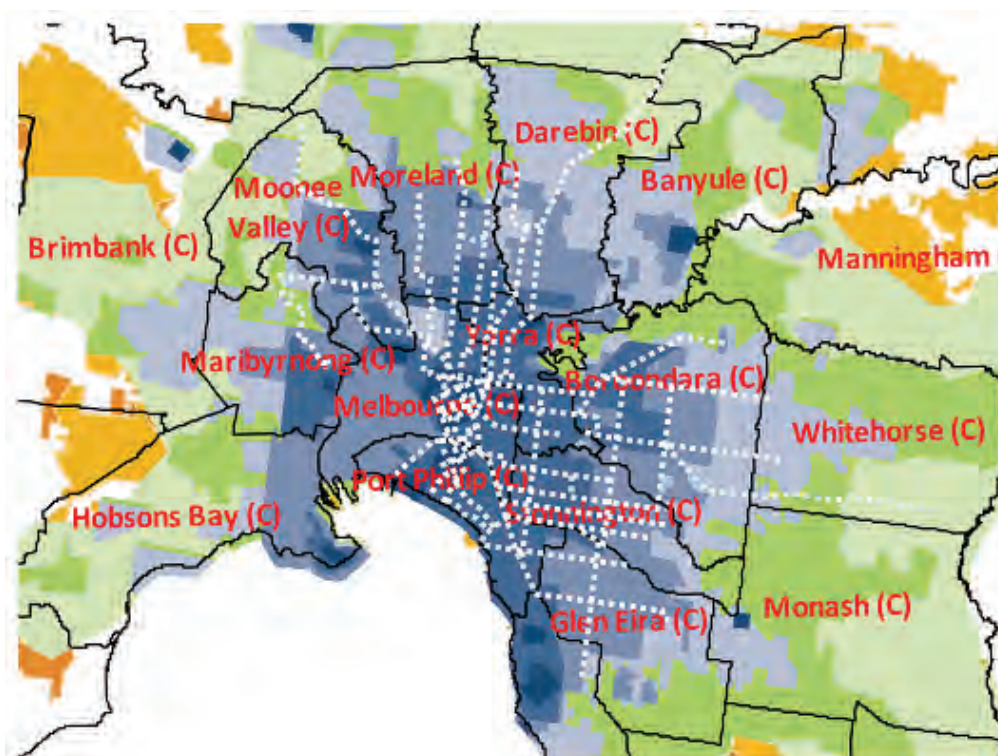 Darebin (C)
Moreland (C)
Banyule (C)
Moonee
Valley (C)
Brimbank (C)
Manningham
Yarra (C)
Maribyrnong (C)
Boroondara (C)
Melbourne (C)
Whitehorse (C)
Port Philip (C)
Stonnington (C)
Hobsons Bay (C)
Glen Eira (C)
Monash (C)